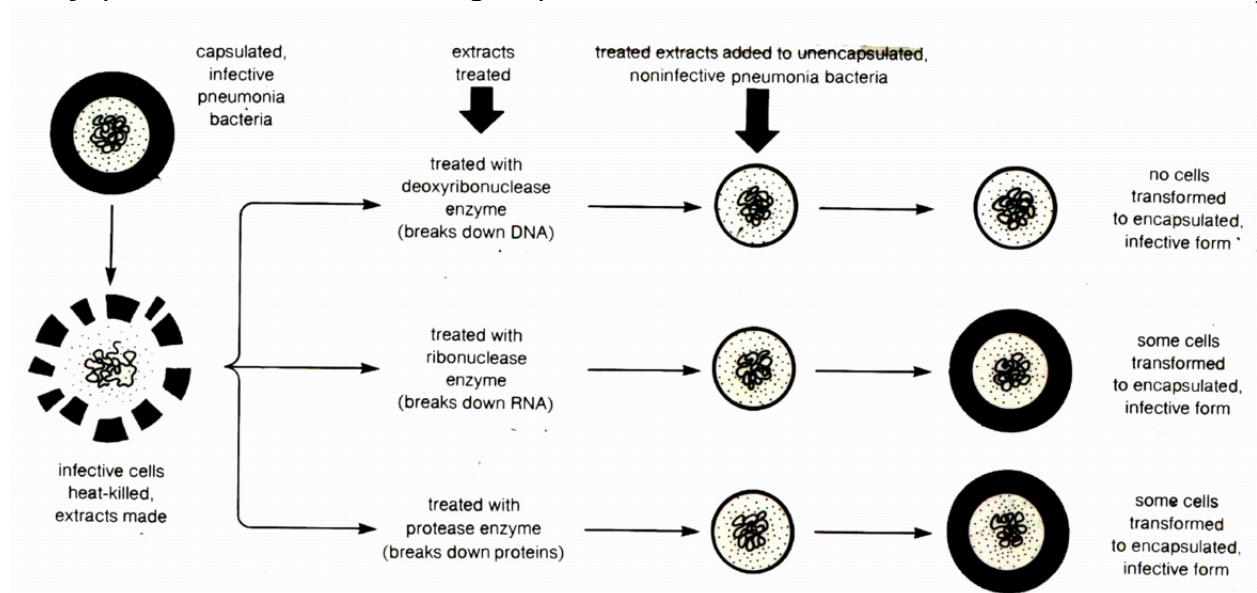 capsulated,
infective
pneumonia
bacteria
extracts
treated
treated extracts added to unencapsulated,
noninfective pneumonia bacteria
treated with
deoxyribonuclease
enzyme
(breaks down DNA)
no cells
transformed
to encapsulated,
infective form
treated with
ribonuclease
enzyme
(breaks down RNA)
some cells
transformed
to encapsulated,
infective form
infective cells
heat-killed,
extracts made
treated with
protease enzyme
(breaks down proteins)
some cells
transformed
to encapsulated,
infective form